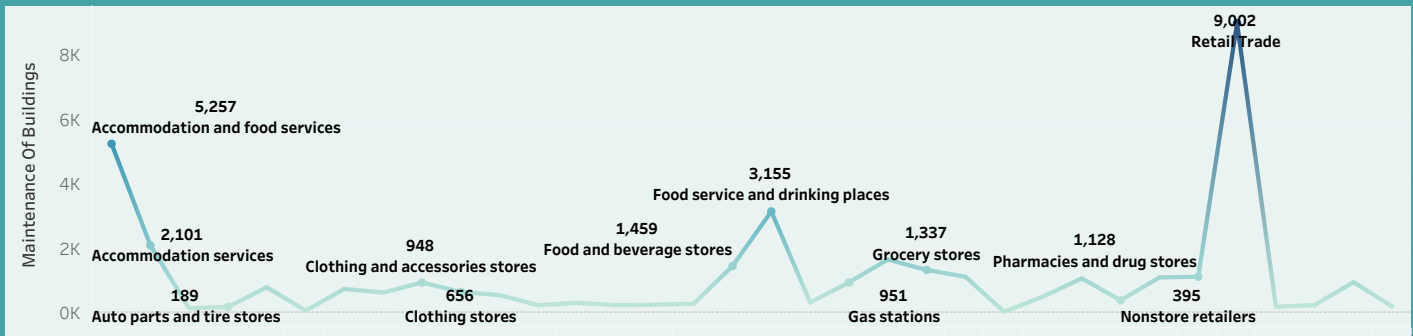 Maintenance Of Buildings
8K
6K
4K
2K
0K
5,257
Accommodation and food services
2,101
Accommodation services
189
Auto parts and tire stores
948
Clothing and accessories stores
656
Clothing stores
1,459
Food and beverage stores
3,155
Food service and drinking places
1,337
Grocery stores
951
Gas stations
1,128
Pharmacies and drug stores
395
Nonstore retailers
9,002
Retail Trade